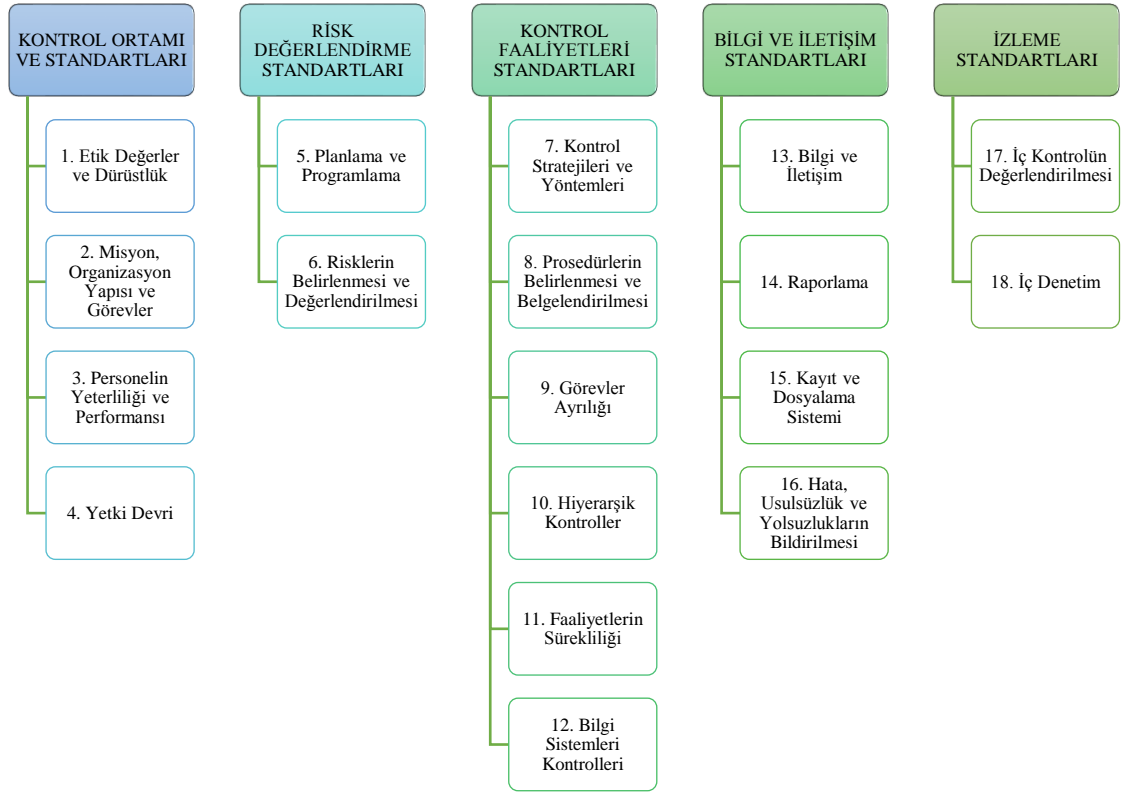 KONTROL ORTAMI
VE STANDARTLARI
1. Etik Değerler
ve Dürüstlük
2. Misyon,
Organizasyon
Yapısı ve
Görevler
3. Personelin
Yeterliliği ve
Performansı
4. Yetki Devri
RİSK
DEĞERLENDİRME
STANDARTLARI
5. Planlama ve
Programlama
6. Risklerin
Belirlenmesi ve
Değerlendirilmesi
KONTROL
FAALİYETLERİ
STANDARTLARI
7. Kontrol
Stratejileri ve
Yöntemleri
8. Prosedürlerin
Belirlenmesi ve
Belgelendirilmesi
9. Görevler
Ayrılığı
10. Hiyerarşik
Kontroller
11. Faaliyetlerin
Sürekliliği
12. Bilgi
Sistemleri
Kontrolleri
BİLGİ VE İLETİŞİM
STANDARTLARI
13. Bilgi ve
İletişim
14. Raporlama
15. Kayıt ve
Dosyalama
Sistemi
16. Hata,
Usulsüzlük ve
Yolsuzlukların
Bildirilmesi
İZLEME
STANDARTLARI
17. İç Kontrolün
Değerlendirilmesi
18. İç Denetim